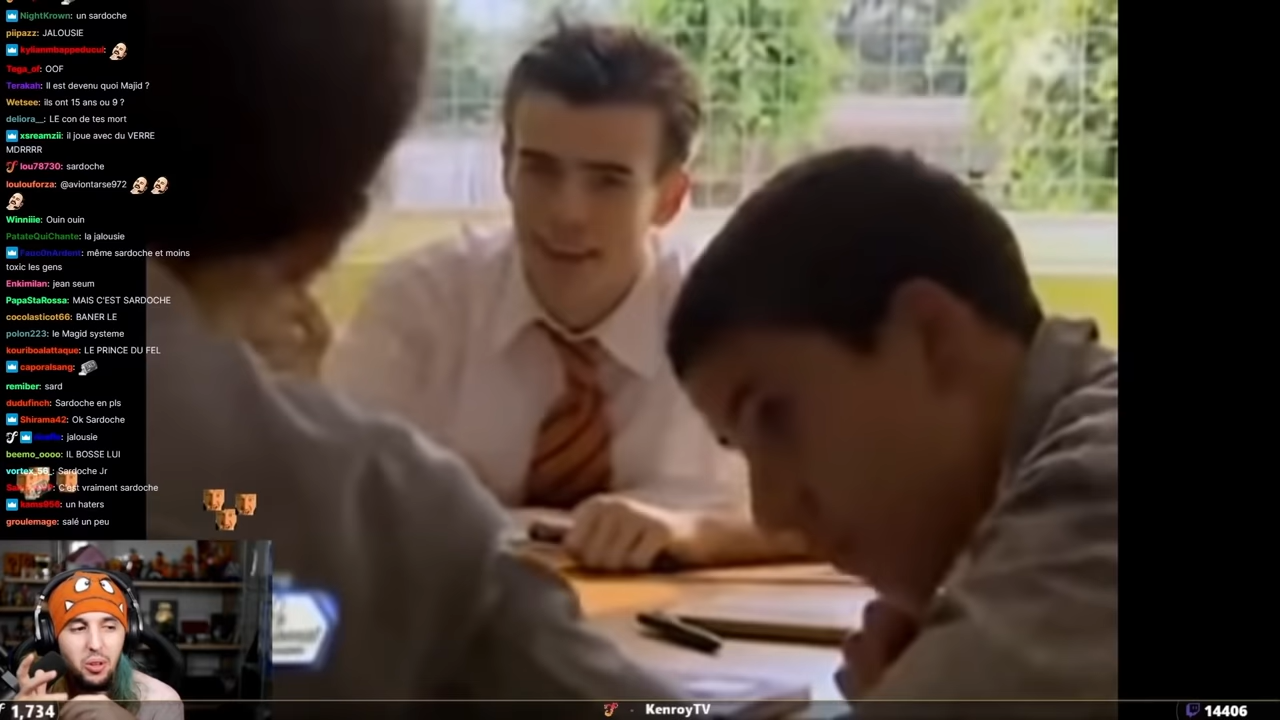 NightKrown: un sardoche
piipazz: JALOUSIE
kylianmbappeducul:
Tega_of: OOF
Terakah: Il est devenu quoi Majid ?
Wetsee: ils ont 15 ans ou 9 ?
deliora__: LE con de tes mort
xsreamzii: il joue avec du VERRE
MDRRRR
lou78730: sardoche
loulouforza: @aviontarse972
Winniiie: Ouin ouin
PatateQuiChante: la jalousie
: même sardoche et moins
toxic les gens
Enkimilan: jean seum
PapaStaRossa: MAIS C'EST SARDOCHE
cocolasticot66: BANER LE
polon223: le Magid systeme
kouriboalattaque: LE PRINCE DU FEL
caporalsang:
remiber: sard
dudufinch: Sardoche en pls
Shirama42: Ok Sardoche
: jalousie
beemo_oooo: IL BOSSE LUI
vortex_56_: Sardoche Jr
C'est vraiment sardoche
kams956: un haters
groulemage: salé un peu
1,734
- KenroyTV
14406